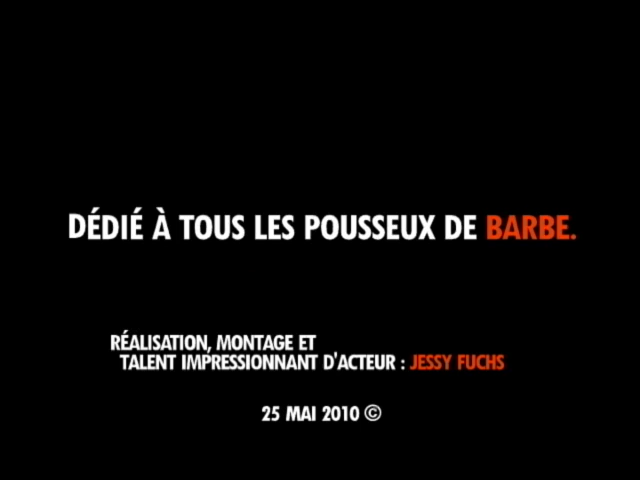 DÉDIÉ À TOUS LES POUSSEUX DE BARBE.
RÉALISATION, MONTAGE ET
TALENT IMPRESSIONNANT D'ACTEUR : JESSY FUCHS
25 MAI 2010 ©